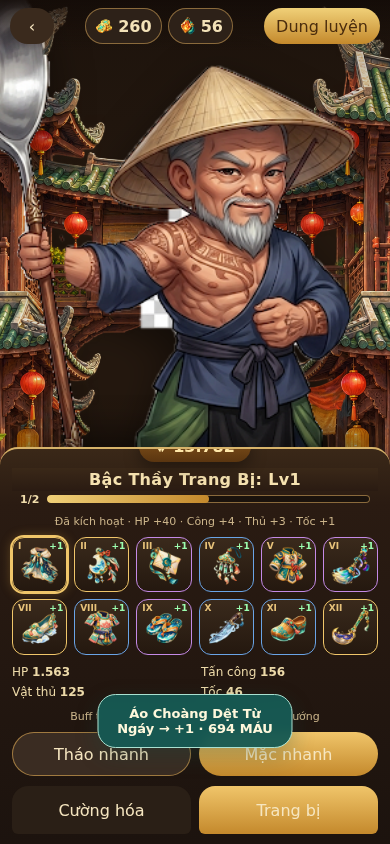 ‹
260
56
Dung luyện
Bậc Thầy Trang Bị: Lv1
1/2
Đã kích hoạt · HP +40 · Công +4 · Thủ +3 · Tốc +1
I +1
II +1
III +1
IV +1
V +1
VI +1
VII +1
VIII +1
IX +1
X +1
XI +1
XII +1
HP 1.563
Tấn công 156
Vật thủ 125
Tốc 46
Buff
Áo Choàng Dệt Từ
Ngày → +1 · 694 MÁU
Tháo nhanh
Mặc nhanh
Cường hóa
Trang bị